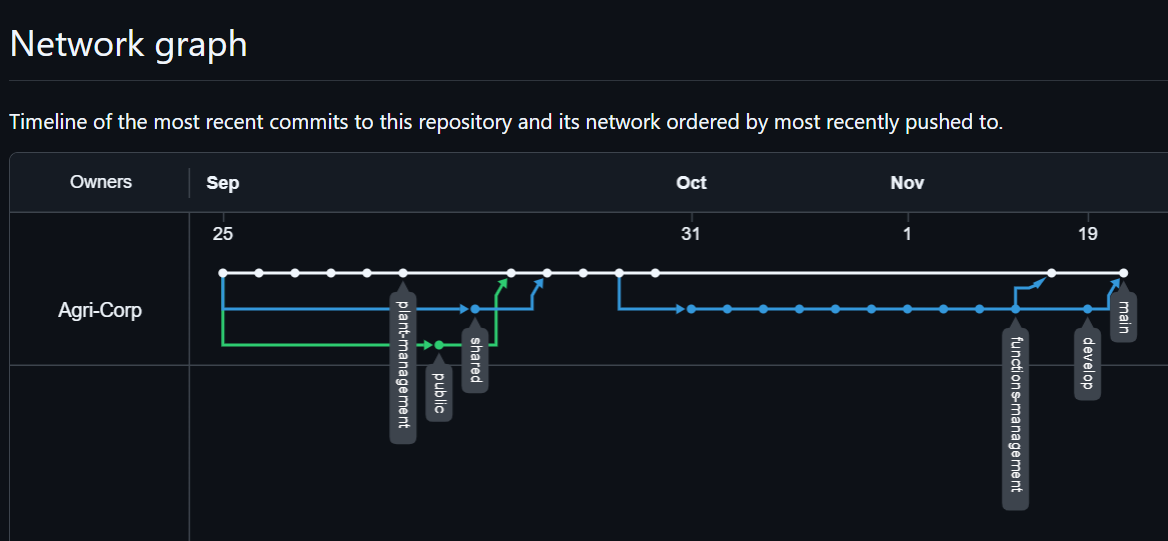 Network graph
Timeline of the most recent commits to this repository and its network ordered by most recently pushed to.
Owners
Sep
Oct
Nov
25
31
1
19
Agri-Corp
plant-management
public
shared
functions-management
develop
main